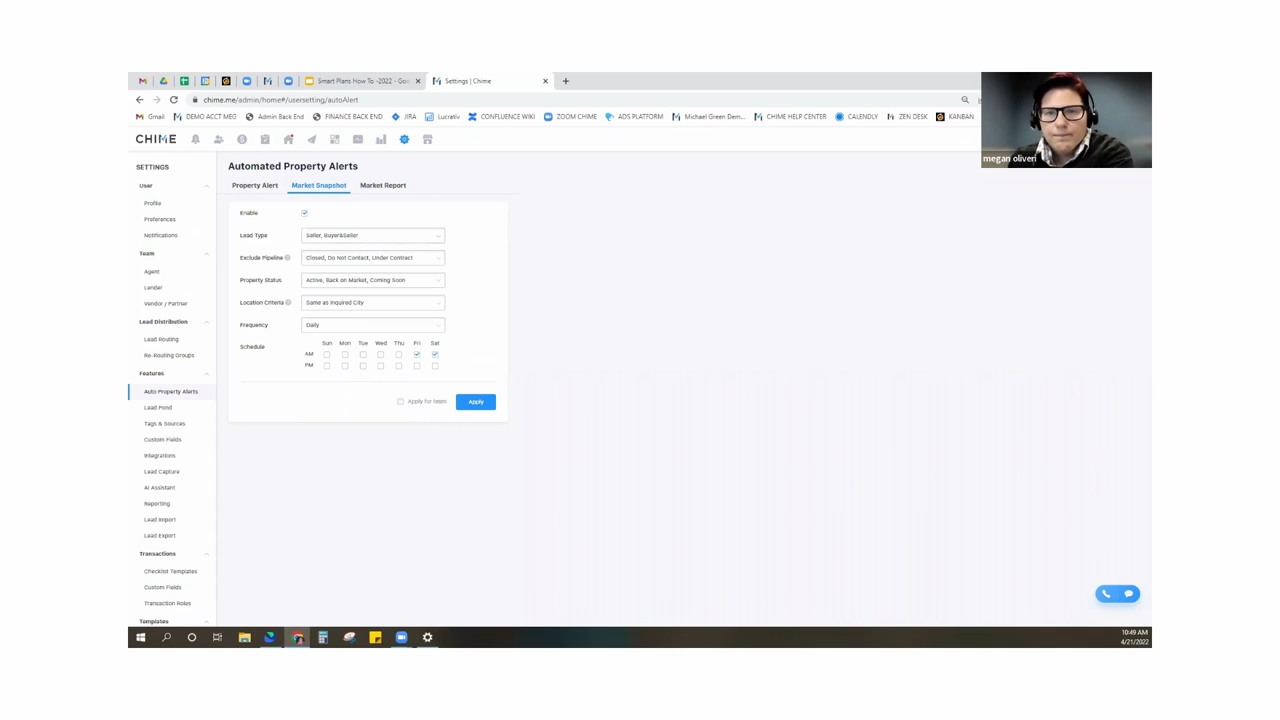 Smart Plans How To -2022 - Goo
Settings | Chime
chime.me/admin/home#/usersetting/autoAlert
Gmail DEMO ACCT MEG Admin Back End FINANCE BACK END JIRA Lucrativ CONFLUENCE WIKI ZOOM CHIME ADS PLATFORM Michael Green Dem... CHIME HELP CENTER CALENDLY ZEN DESK KANBAN
megan oliveri
CHIME
SETTINGS
User
Profile
Preferences
Notifications
Team
Agent
Lender
Vendor / Partner
Lead Distribution
Lead Routing
Re-Routing Groups
Features
Auto Property Alerts
Lead Pond
Tags & Sources
Custom Fields
Integrations
Lead Capture
AI Assistant
Reporting
Lead Import
Lead Export
Transactions
Checklist Templates
Custom Fields
Transaction Roles
Templates
Automated Property Alerts
Property Alert Market Snapshot Market Report
Enable
Lead Type Seller, Buyer&Seller
Exclude Pipeline Closed, Do Not Contact, Under Contract
Property Status Active, Back on Market, Coming Soon
Location Criteria Same as Inquired City
Frequency Daily
Schedule Sun Mon Tue Wed Thu Fri Sat
AM
PM
Apply for team Apply
10:49 AM
4/21/2022